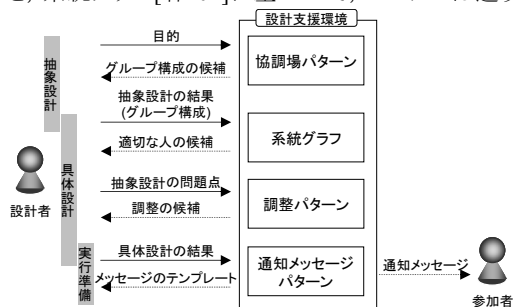 設計支援環境
目的
グループ構成の候補
協調場パターン
抽象設計
抽象設計の結果
(グループ構成)
適切な人の候補
系統グラフ
具体設計
設計者
抽象設計の問題点
調整の候補
調整パターン
実行準備
具体設計の結果
メッセージのテンプレート
通知メッセージ
パターン
通知メッセージ
参加者